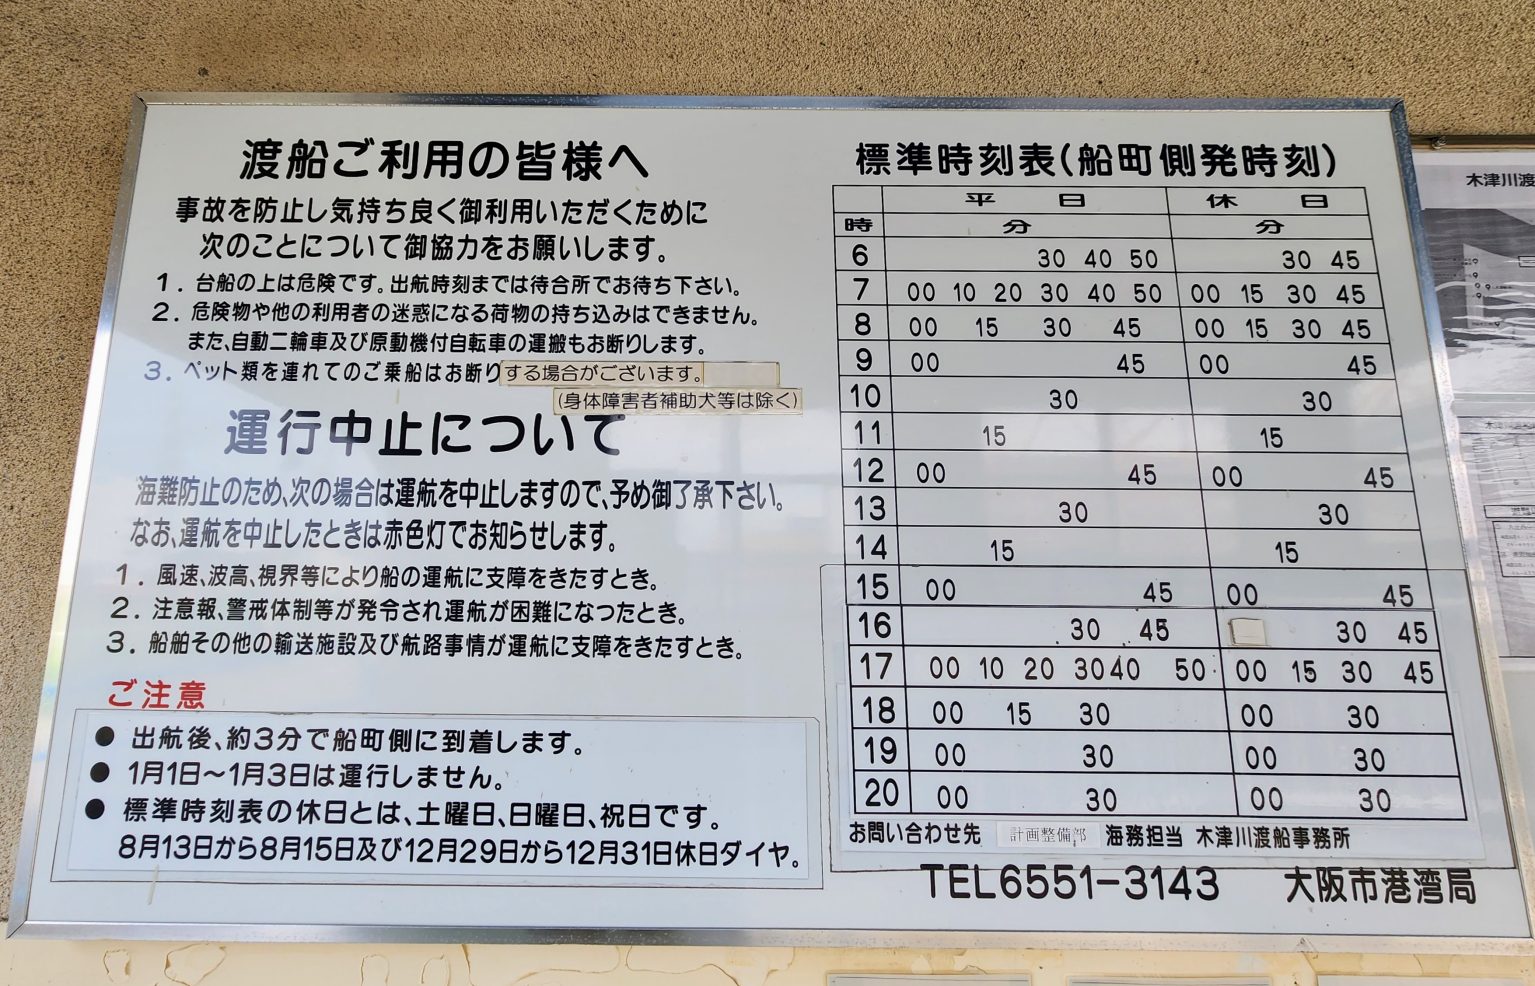 渡船ご利用の皆様へ
事故を防止し気持ち良く御利用いただくために
次のことについて御協力をお願いします。
1. 台船の上は危険です。出航時刻までは待合所でお待ち下さい。
2. 危険物や他の利用者の迷惑になる荷物の持ち込みはできません。
また、自動二輪車及び原動機付自転車の運搬もお断りします。
3. ペット類を連れてのご乗船はお断りする場合がございます。
(身体障害者補助犬等は除く)
運行中止について
海難防止のため、次の場合は運航を中止しますので、予め御了承下さい。
なお、運航を中止したときは赤色灯でお知らせします。
1. 風速、波高、視界等により船の運航に支障をきたすとき。
2. 注意報、警戒体制等が発令され運航が困難になつたとき。
3. 船舶その他の輸送施設及び航路事情が運航に支障をきたすとき。
ご注意
● 出航後、約3分で船町側に到着します。
● 1月1日〜1月3日は運行しません。
● 標準時刻表の休日とは、土曜日、日曜日、祝日です。
8月13日から8月15日及び12月29日から12月31日休日ダイヤ。
標準時刻表(船町側発時刻)
平日 休日
時 分 分
6 30 40 50 30 45
7 00 10 20 30 40 50 00 15 30 45
8 00 15 30 45 00 15 30 45
9 00 45 00 45
10 30 30
11 15 15
12 00 45 00 45
13 30 30
14 15 15
15 00 45 00 45
16 30 45 30 45
17 00 10 20 30 40 50 00 15 30 45
18 00 15 30 00 30
19 00 30 00 30
20 00 30 00 30
お問い合わせ先 計画整備部 海務担当 木津川渡船事務所
TEL6551-3143 大阪市港湾局
木津川渡